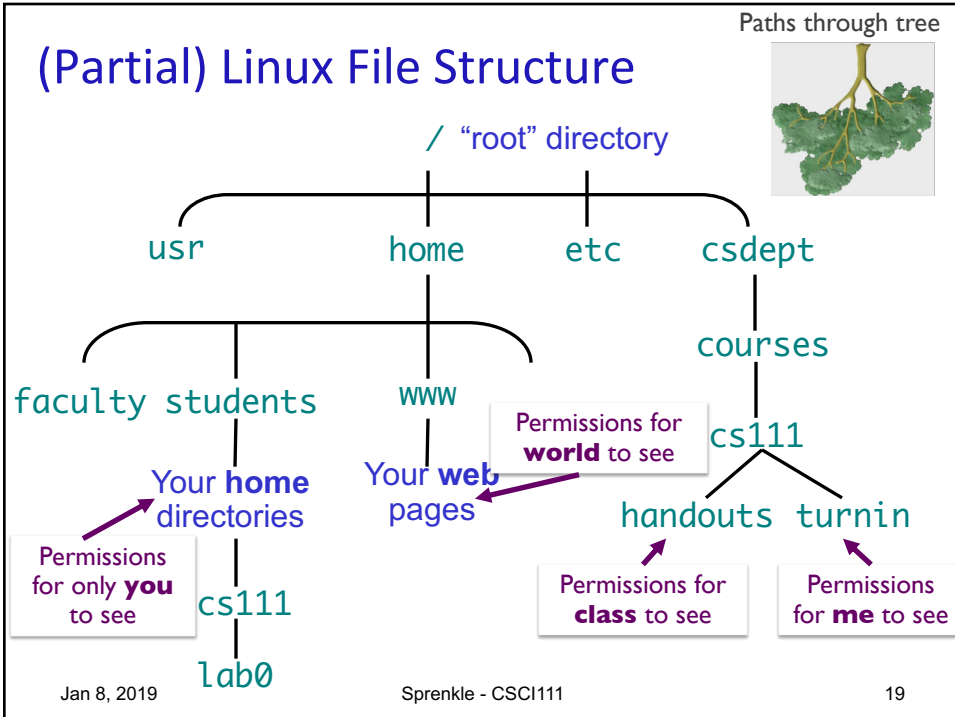 Paths through tree
(Partial) Linux File Structure
/ “root” directory
usr home etc csdept
courses
faculty students www
cs111
Permissions for
world to see
Your home
directories
Your web
pages
handouts turnin
Permissions
for only you
to see
Permissions for
class to see
Permissions
for me to see
cs111
lab0
Jan 8, 2019 Sprenkle - CSCI111 19